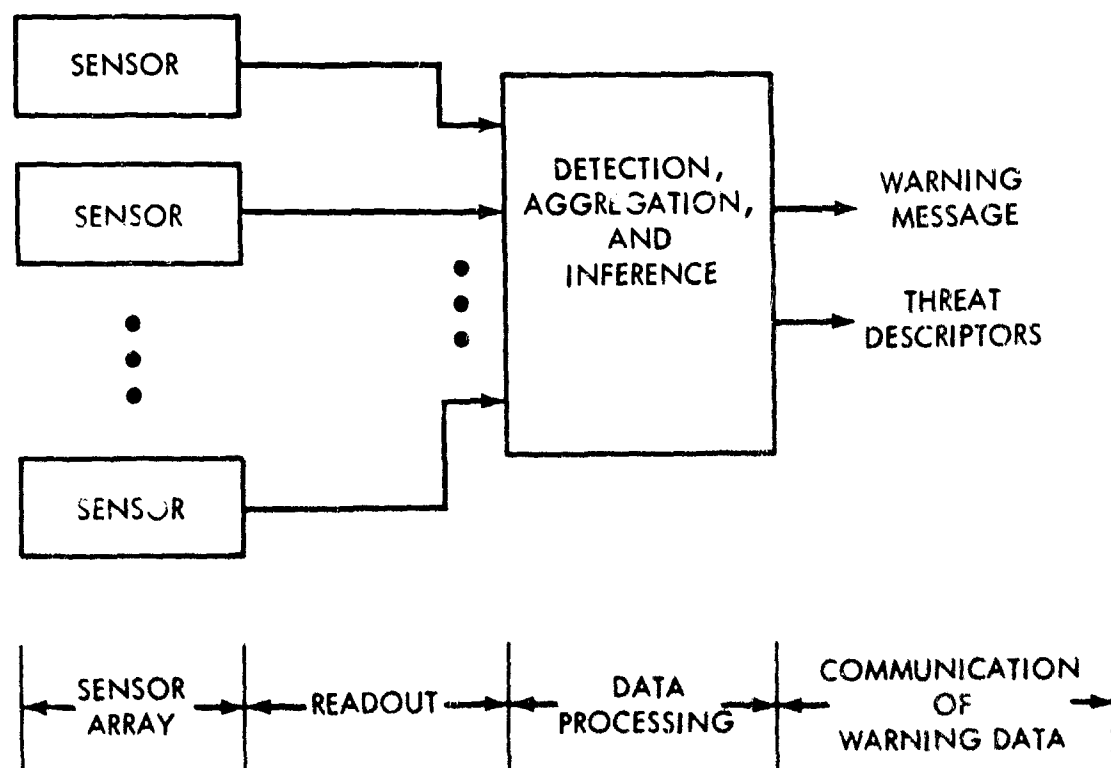 SENSOR
SENSOR
SENSOR
DETECTION,
AGGREGATION,
AND
INFERENCE
WARNING
MESSAGE
THREAT
DESCRIPTORS
SENSOR
ARRAY
READOUT
DATA
PROCESSING
COMMUNICATION
OF
WARNING DATA